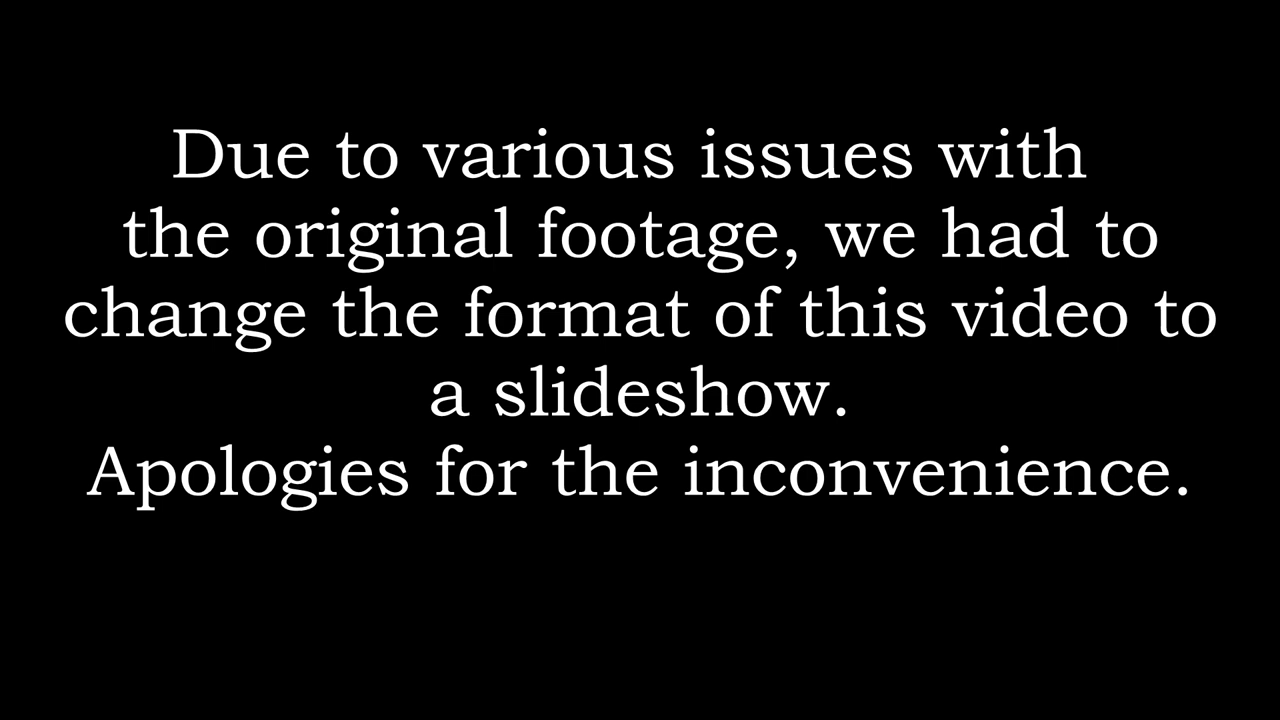 Due to various issues with
the original footage, we had to
change the format of this video to
a slideshow.
Apologies for the inconvenience.